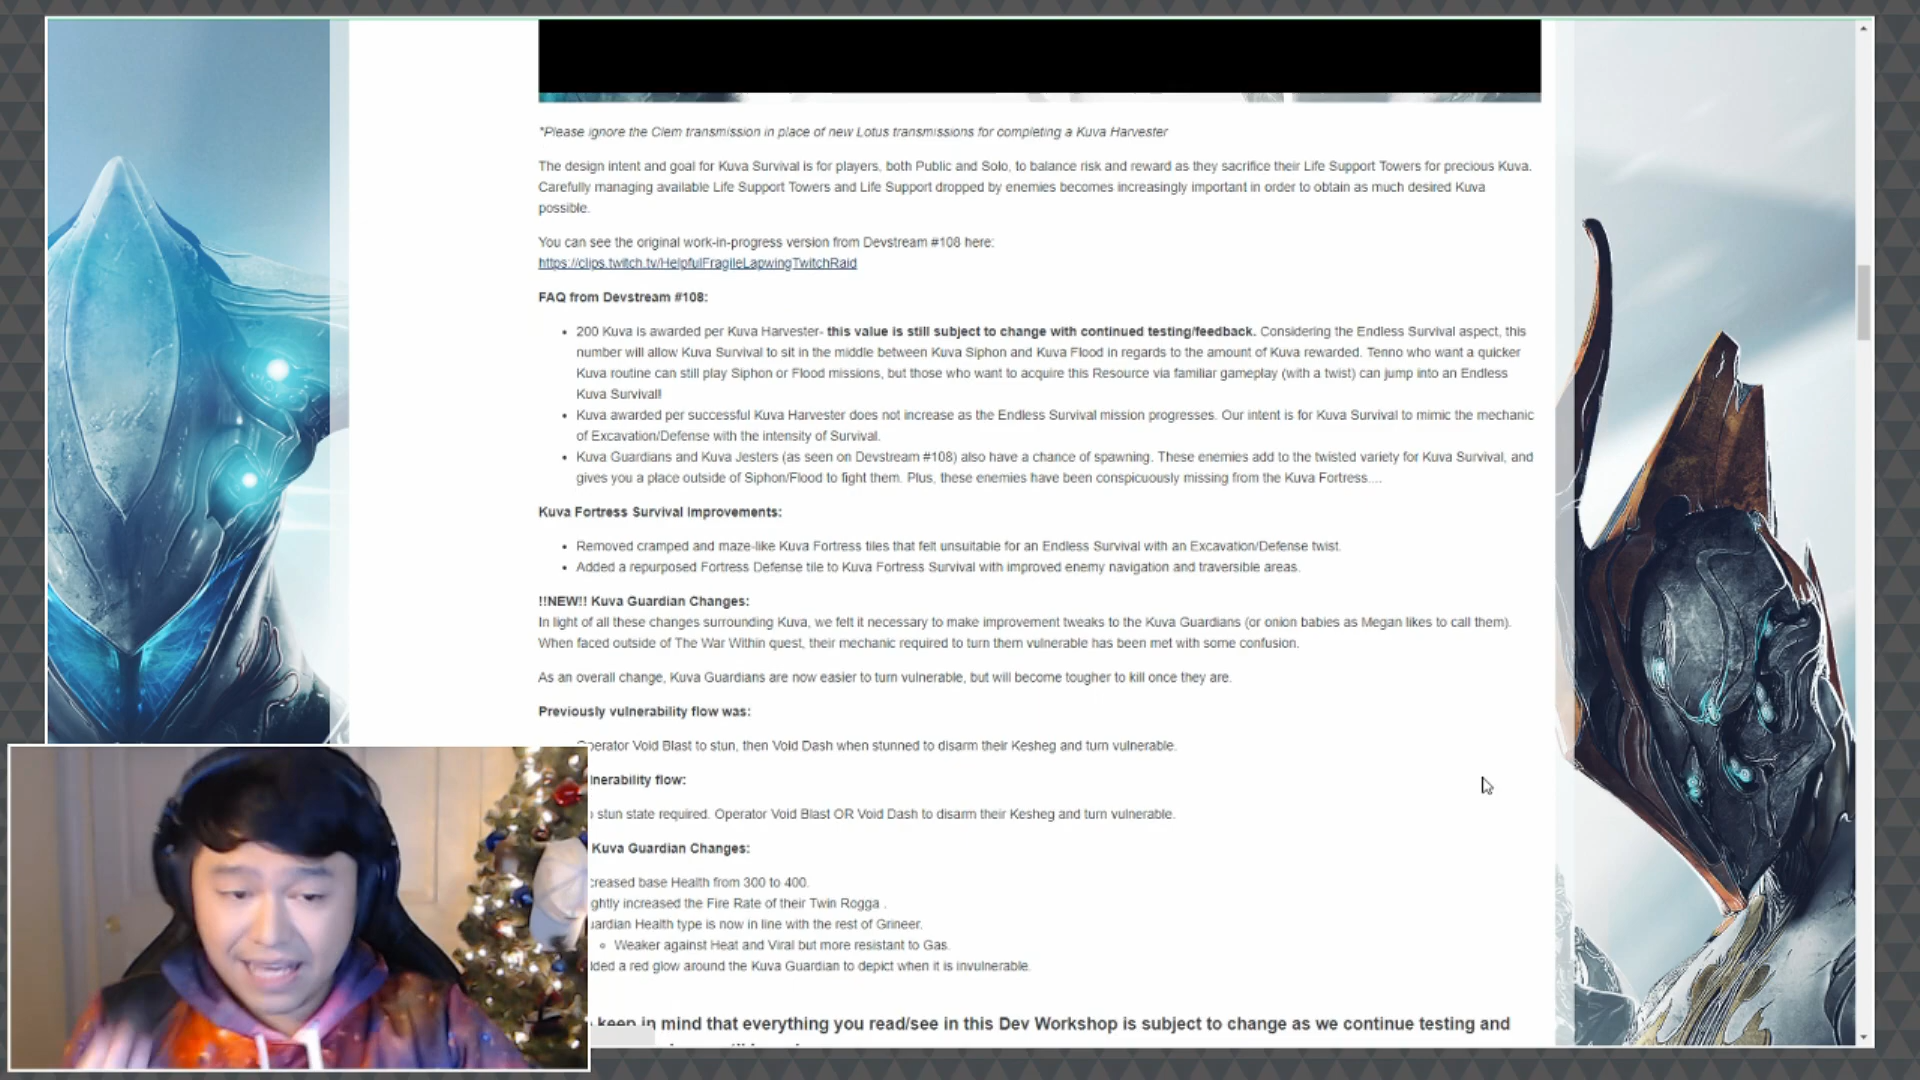 *Please ignore the Clem transmission in place of new Lotus transmissions for completing a Kuva Harvester
The design intent and goal for Kuva Survival is for players, both Public and Solo, to balance risk and reward as they sacrifice their Life Support Towers for precious Kuva.
Carefully managing available Life Support Towers and Life Support dropped by enemies becomes increasingly important in order to obtain as much desired Kuva
possible.
You can see the original work-in-progress version from Devstream #108 here:
https://clips.twitch.tv/HelpfulFragileLapwingTwitchRaid
FAQ from Devstream #108:
• 200 Kuva is awarded per Kuva Harvester- this value is still subject to change with continued testing/feedback. Considering the Endless Survival aspect, this
number will allow Kuva Survival to sit in the middle between Kuva Siphon and Kuva Flood in regards to the amount of Kuva rewarded. Tenno who want a quicker
Kuva routine can still play Siphon or Flood missions, but those who want to acquire this Resource via familiar gameplay (with a twist) can jump into an Endless
Kuva Survival!
• Kuva awarded per successful Kuva Harvester does not increase as the Endless Survival mission progresses. Our intent is for Kuva Survival to mimic the mechanic
of Excavation/Defense with the intensity of Survival.
• Kuva Guardians and Kuva Jesters (as seen on Devstream #108) also have a chance of spawning. These enemies add to the twisted variety for Kuva Survival, and
gives you a place outside of Siphon/Flood to fight them. Plus, these enemies have been conspicuously missing from the Kuva Fortress....
Kuva Fortress Survival Improvements:
• Removed cramped and maze-like Kuva Fortress tiles that felt unsuitable for an Endless Survival with an Excavation/Defense twist.
• Added a repurposed Fortress Defense tile to Kuva Fortress Survival with improved enemy navigation and traversible areas.
!!NEW!! Kuva Guardian Changes:
In light of all these changes surrounding Kuva, we felt it necessary to make improvement tweaks to the Kuva Guardians (or onion babies as Megan likes to call them).
When faced outside of The War Within quest, their mechanic required to turn them vulnerable has been met with some confusion.
As an overall change, Kuva Guardians are now easier to turn vulnerable, but will become tougher to kill once they are.
Previously vulnerability flow was:
Operator Void Blast to stun, then Void Dash when stunned to disarm their Kesheg and turn vulnerable.
lnerability flow:
stun state required. Operator Void Blast OR Void Dash to disarm their Kesheg and turn vulnerable.
Kuva Guardian Changes:
creased base Health from 300 to 400.
ghtly increased the Fire Rate of their Twin Rogga .
uardian Health type is now in line with the rest of Grineer.
Weaker against Heat and Viral but more resistant to Gas.
ded a red glow around the Kuva Guardian to depict when it is invulnerable.
keep in mind that everything you read/see in this Dev Workshop is subject to change as we continue testing and